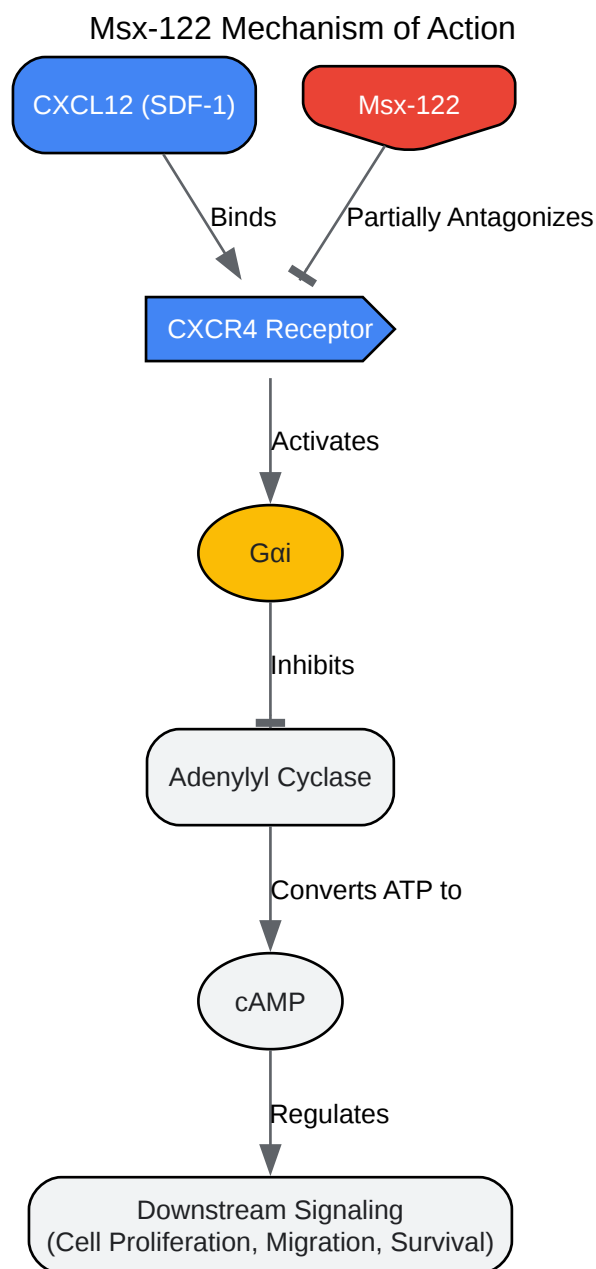 Msx-122 Mechanism of Action
CXCL12 (SDF-1)
Msx-122
Binds
Partially Antagonizes
CXCR4 Receptor
Activates
Gαi
Inhibits
Adenylyl Cyclase
Converts ATP to
cAMP
Regulates
Downstream Signaling
(Cell Proliferation, Migration, Survival)